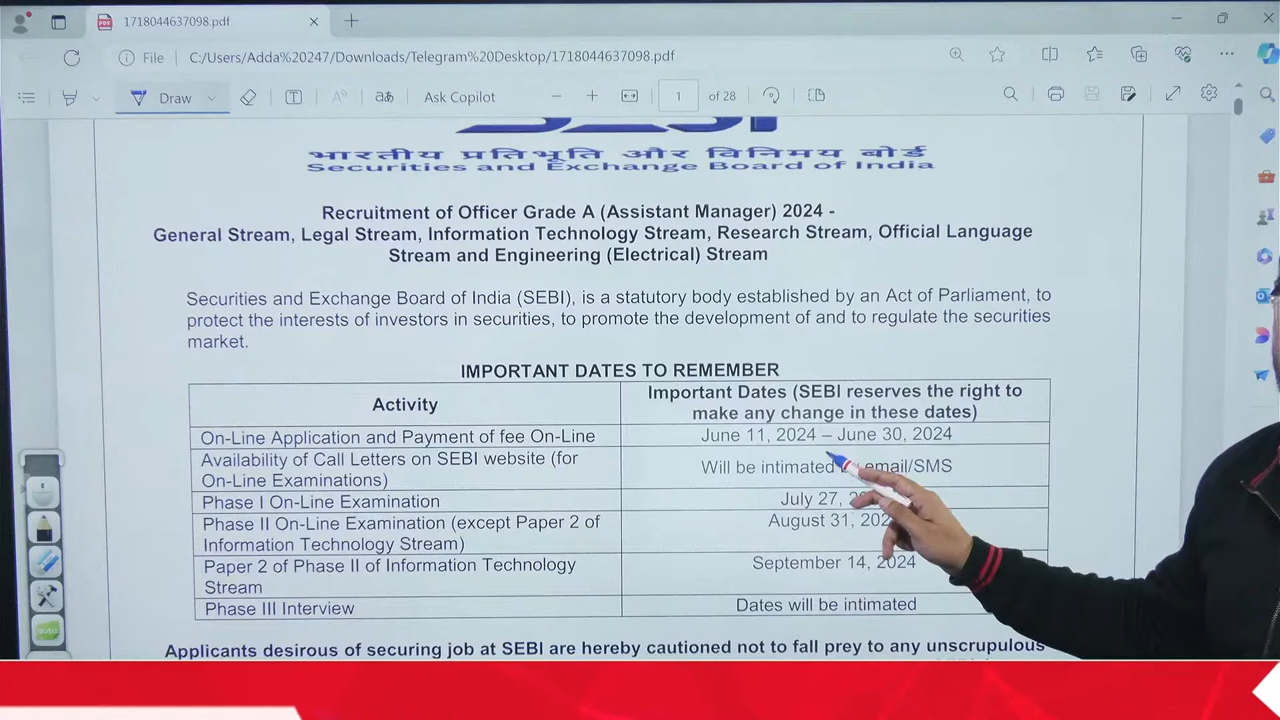 1718044637098.pdf
File
C:/Users/Adda%20247/Downloads/Telegram%20Desktop/1718044637098.pdf
Draw
Ask Copilot
1
of 28
भारतीय प्रतिभूति और विनिमय बोर्ड
Securities and Exchange Board of India
Recruitment of Officer Grade A (Assistant Manager) 2024 -
General Stream, Legal Stream, Information Technology Stream, Research Stream, Official Language
Stream and Engineering (Electrical) Stream
Securities and Exchange Board of India (SEBI), is a statutory body established by an Act of Parliament, to
protect the interests of investors in securities, to promote the development of and to regulate the securities
market.
IMPORTANT DATES TO REMEMBER
Activity
Important Dates (SEBI reserves the right to
make any change in these dates)
On-Line Application and Payment of fee On-Line
June 11, 2024 – June 30, 2024
Availability of Call Letters on SEBI website (for
On-Line Examinations)
Will be intimated email/SMS
Phase I On-Line Examination
July 27,
Phase II On-Line Examination (except Paper 2 of
Information Technology Stream)
August 31,
Paper 2 of Phase II of Information Technology
Stream
September 14, 2024
Phase III Interview
Dates will be intimated
Applicants desirous of securing job at SEBI are hereby cautioned not to fall prey to any unscrupulous